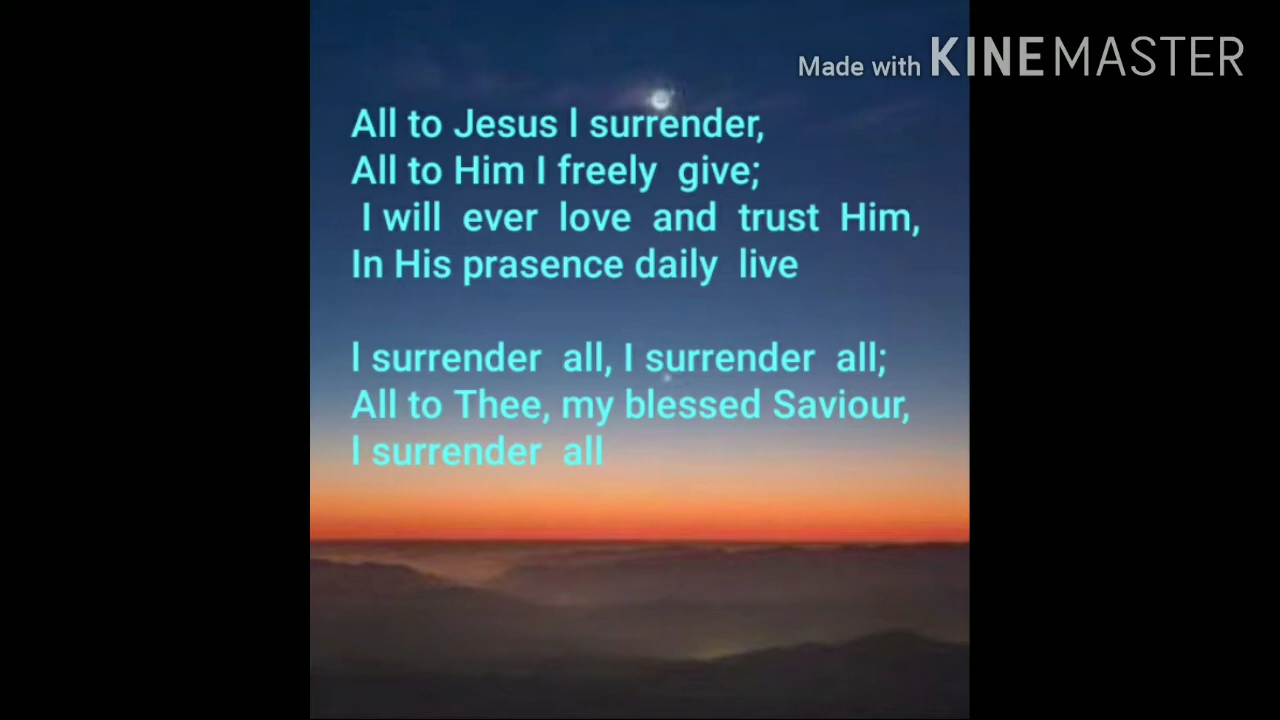 Made with KINEMASTER
All to Jesus l surrender,
All to Him I freely give;
I will ever love and trust Him,
In His prasence daily live
l surrender all, I surrender all;
All to Thee, my blessed Saviour,
l surrender all